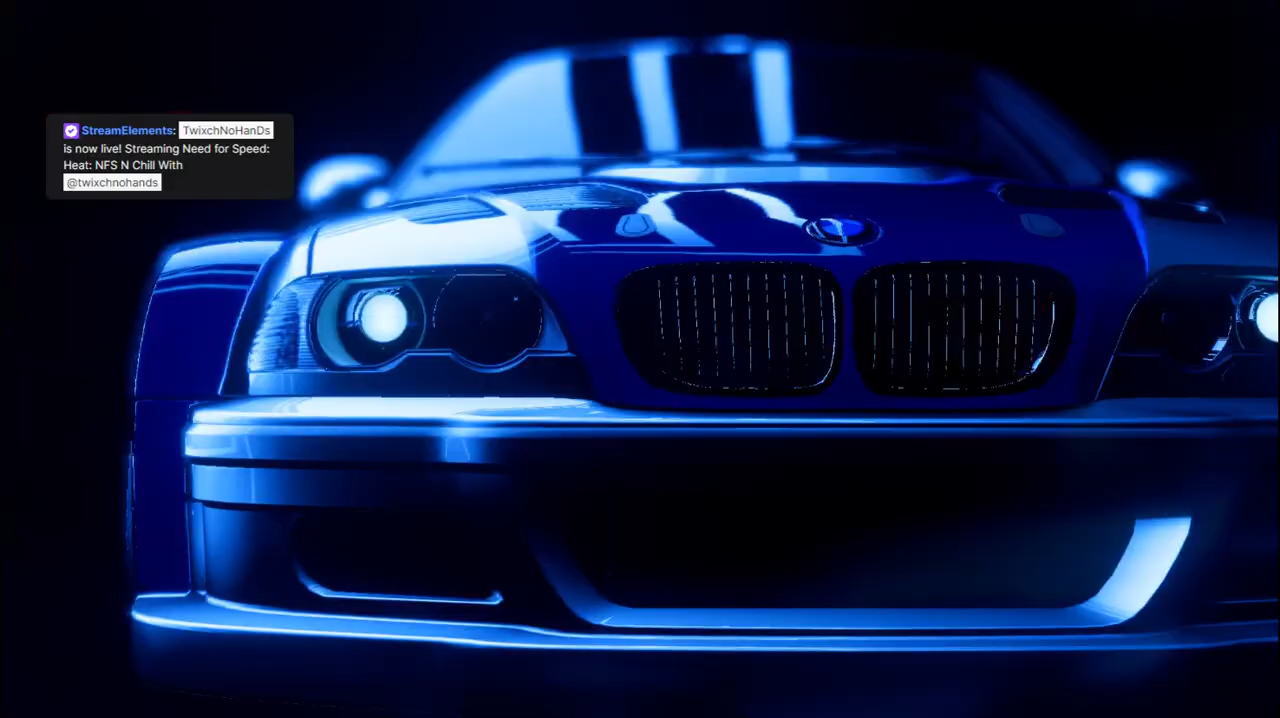 StreamElements: TwixchNoHanDs
is now live! Streaming Need for Speed:
Heat: NFS N Chill With
@twixchnohands